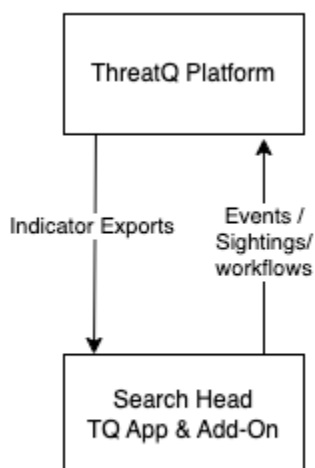 ThreatQ Platform
Indicator Exports
Events /
Sightings/
workflows
Search Head
TQ App & Add-On